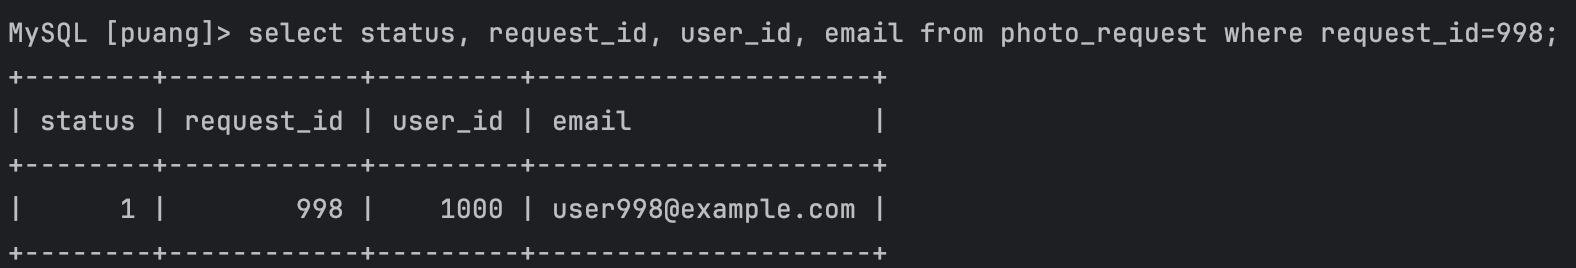 MySQL [puang]> select status, request_id, user_id, email from photo_request where request_id=998;
+--------+------------+---------+---------------------+
| status | request_id | user_id | email               |
+--------+------------+---------+---------------------+
|      1 |        998 |    1000 | user998@example.com |
+--------+------------+---------+---------------------+